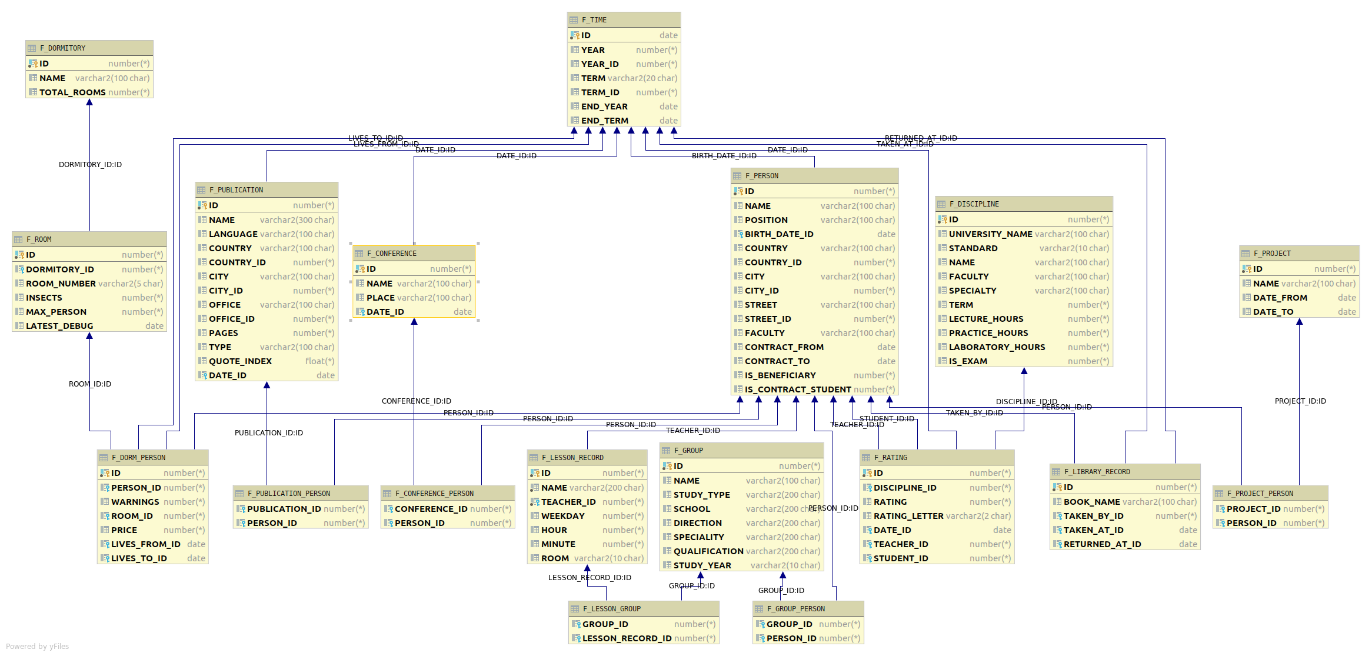 F_TIME
ID date
YEAR number(*)
YEAR_ID number(*)
TERM varchar2(20 char)
TERM_ID number(*)
END_YEAR date
END_TERM date
F_DORMITORY
ID number(*)
NAME varchar2(100 char)
TOTAL_ROOMS number(*)
LIVES_TO_ID:ID
LIVES_FROM_ID:ID
DATE_ID:ID
DATE_ID:ID
BIRTH_DATE_ID:ID
DATE_ID:ID
RETURNED_AT_ID:ID
TAKEN_AT_ID:ID
DORMITORY_ID:ID
F_PUBLICATION
ID number(*)
NAME varchar2(300 char)
LANGUAGE varchar2(100 char)
COUNTRY varchar2(100 char)
COUNTRY_ID number(*)
CITY varchar2(100 char)
CITY_ID number(*)
OFFICE varchar2(100 char)
OFFICE_ID number(*)
PAGES number(*)
TYPE varchar2(100 char)
QUOTE_INDEX float(*)
DATE_ID date
F_PERSON
ID number(*)
NAME varchar2(100 char)
POSITION varchar2(100 char)
BIRTH_DATE_ID date
COUNTRY varchar2(100 char)
COUNTRY_ID number(*)
CITY varchar2(100 char)
CITY_ID number(*)
STREET varchar2(100 char)
STREET_ID number(*)
FACULTY varchar2(100 char)
CONTRACT_FROM date
CONTRACT_TO date
IS_BENEFICIARY number(*)
IS_CONTRACT_STUDENT number(*)
F_DISCIPLINE
ID number(*)
UNIVERSITY_NAME varchar2(100 char)
STANDARD varchar2(10 char)
NAME varchar2(100 char)
FACULTY varchar2(100 char)
SPECIALTY varchar2(100 char)
TERM number(*)
LECTURE_HOURS number(*)
PRACTICE_HOURS number(*)
LABORATORY_HOURS number(*)
IS_EXAM number(*)
F_ROOM
ID number(*)
DORMITORY_ID number(*)
ROOM_NUMBER varchar2(5 char)
INSECTS number(*)
MAX_PERSON number(*)
LATEST_DEBUG date
F_CONFERENCE
ID number(*)
NAME varchar2(100 char)
PLACE varchar2(100 char)
DATE_ID date
F_PROJECT
ID number(*)
NAME varchar2(100 char)
DATE_FROM date
DATE_TO date
ROOM_ID:ID
CONFERENCE_ID:ID
DISCIPLINE_ID:ID
PROJECT_ID:ID
PERSON_ID:ID
PERSON_ID:ID
PERSON_ID:ID
TEACHER_ID:ID
TEACHER_ID:ID
STUDENT_ID:ID
TAKEN_BY_ID:ID
PERSON_ID:ID
PUBLICATION_ID:ID
F_DORM_PERSON
ID number(*)
PERSON_ID number(*)
WARNINGS number(*)
ROOM_ID number(*)
PRICE number(*)
LIVES_FROM_ID date
LIVES_TO_ID date
F_PUBLICATION_PERSON
PUBLICATION_ID number(*)
PERSON_ID number(*)
F_CONFERENCE_PERSON
CONFERENCE_ID number(*)
PERSON_ID number(*)
F_LESSON_RECORD
ID number(*)
NAME varchar2(200 char)
TEACHER_ID number(*)
WEEKDAY number(*)
HOUR number(*)
MINUTE number(*)
ROOM varchar2(10 char)
F_GROUP
ID number(*)
NAME varchar2(100 char)
STUDY_TYPE varchar2(200 char)
SCHOOL varchar2(200 char)
DIRECTION varchar2(200 char)
SPECIALITY varchar2(200 char)
QUALIFICATION varchar2(200 char)
STUDY_YEAR varchar2(10 char)
PERSON_ID:ID
F_RATING
ID number(*)
DISCIPLINE_ID number(*)
RATING number(*)
RATING_LETTER varchar2(2 char)
DATE_ID date
TEACHER_ID number(*)
STUDENT_ID number(*)
F_LIBRARY_RECORD
ID number(*)
BOOK_NAME varchar2(100 char)
TAKEN_BY_ID number(*)
TAKEN_AT_ID date
RETURNED_AT_ID date
F_PROJECT_PERSON
PROJECT_ID number(*)
PERSON_ID number(*)
LESSON_RECORD_ID:ID
GROUP_ID:ID
GROUP_ID:ID
F_LESSON_GROUP
GROUP_ID number(*)
LESSON_RECORD_ID number(*)
F_GROUP_PERSON
GROUP_ID number(*)
PERSON_ID number(*)
Powered by yFiles